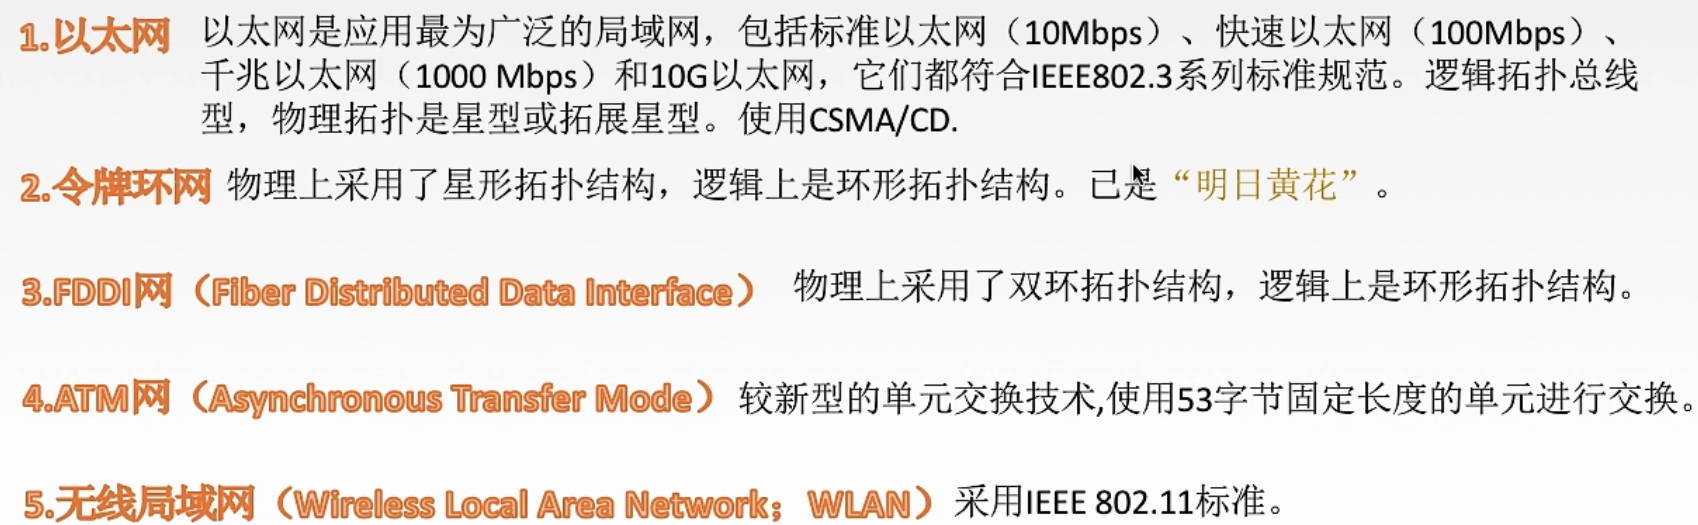 1.以太网 以太网是应用最为广泛的局域网，包括标准以太网（10Mbps）、快速以太网（100Mbps）、
千兆以太网（1000 Mbps）和10G以太网，它们都符合IEEE802.3系列标准规范。逻辑拓扑总线
型，物理拓扑是星型或拓展星型。使用CSMA/CD.
2.令牌环网 物理上采用了星形拓扑结构，逻辑上是环形拓扑结构。已是“明日黄花”。
3.FDDI网（Fiber Distributed Data Interface） 物理上采用了双环拓扑结构，逻辑上是环形拓扑结构。
4.ATM网（Asynchronous Transfer Mode） 较新型的单元交换技术,使用53字节固定长度的单元进行交换。
5.无线局域网（Wireless Local Area Network；WLAN） 采用IEEE 802.11标准。